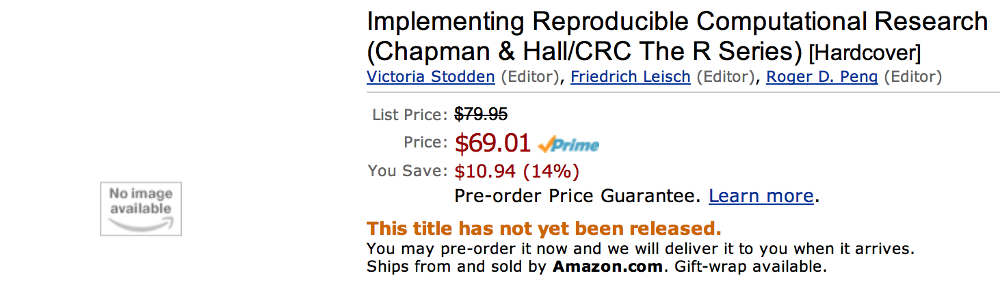 Implementing Reproducible Computational Research
(Chapman & Hall/CRC The R Series) [Hardcover]
Victoria Stodden (Editor), Friedrich Leisch (Editor), Roger D. Peng (Editor)
List Price: $79.95
Price: $69.01 Prime
You Save: $10.94 (14%)
Pre-order Price Guarantee. Learn more.
No image
available
This title has not yet been released.
You may pre-order it now and we will deliver it to you when it arrives.
Ships from and sold by Amazon.com. Gift-wrap available.